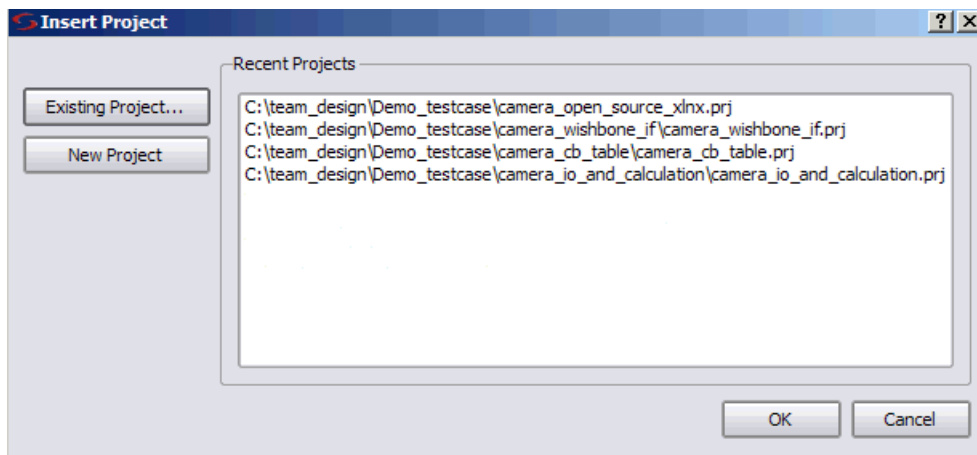 Insert Project
Recent Projects
Existing Project...
New Project
C:\team_design\Demo_testcase\camera_open_source_xlnx.prj
C:\team_design\Demo_testcase\camera_wishbone_if\camera_wishbone_if.prj
C:\team_design\Demo_testcase\camera_cb_table\camera_cb_table.prj
C:\team_design\Demo_testcase\camera_io_and_calculation\camera_io_and_calculation.prj
OK
Cancel